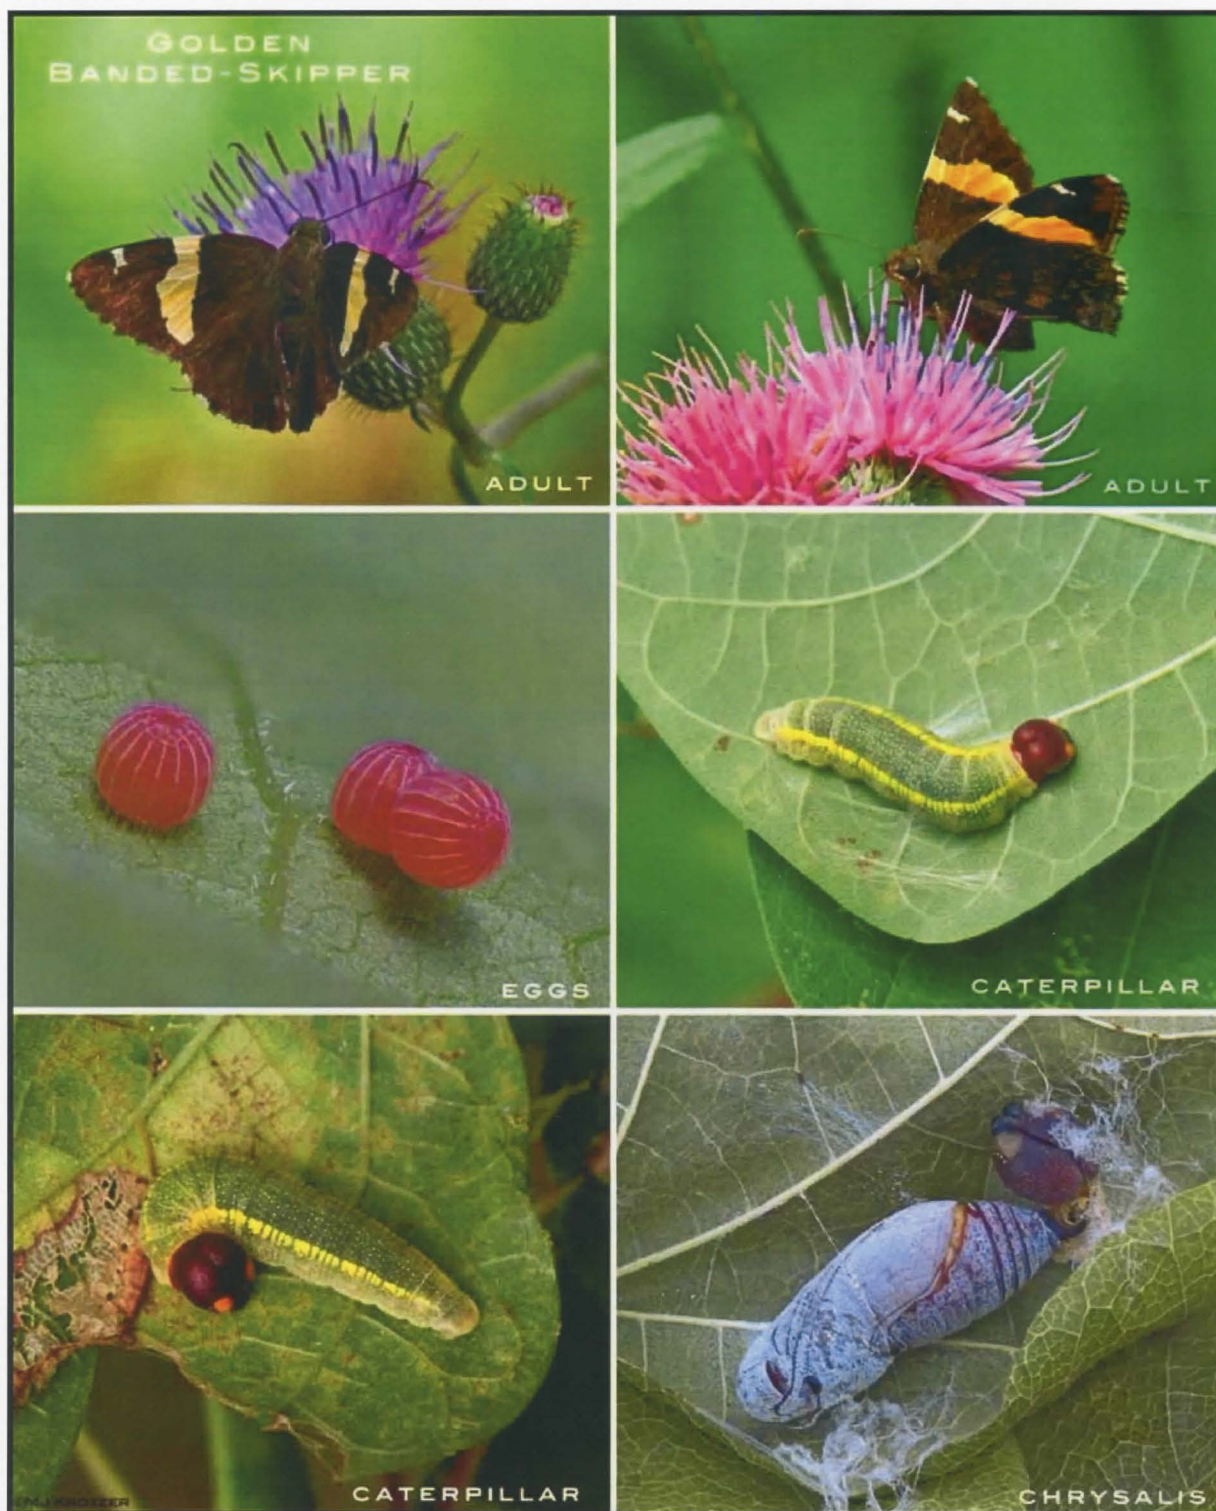 GOLDEN
BANDED-SKIPPER
ADULT
ADULT
EGGS
CATERPILLAR
CATERPILLAR
CHRYSALIS